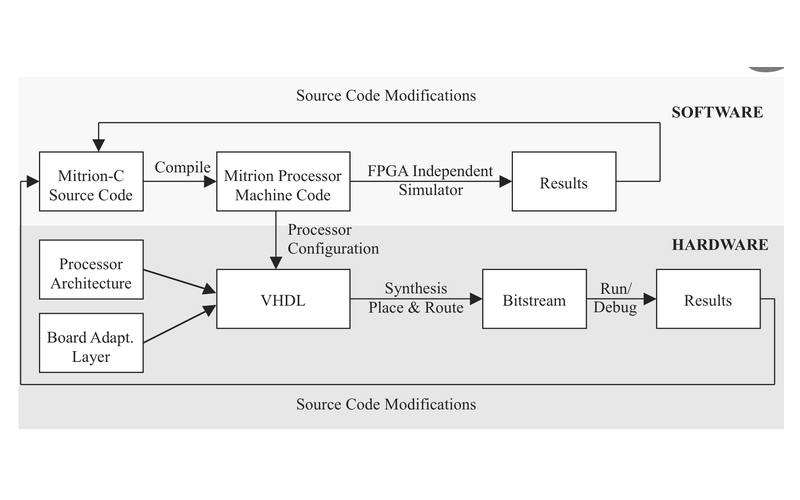 Source Code Modifications
SOFTWARE
Mitrion-C
Source Code
Compile
Mitrion Processor
Machine Code
FPGA Independent
Simulator
Results
Processor
Configuration
HARDWARE
Processor
Architecture
Board Adapt.
Layer
VHDL
Synthesis
Place & Route
Bitstream
Run/
Debug
Results
Source Code Modifications